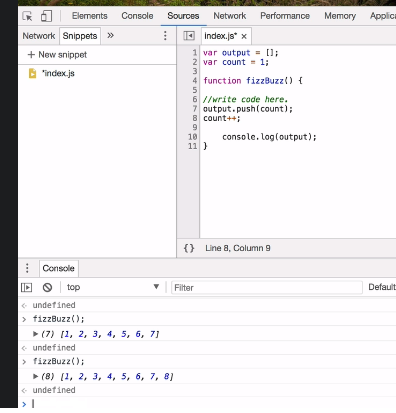 Elements Console Sources Network Performance Memory Applica
Network Snippets »
index.js* ×
+ New snippet
*index.js
1 var output = [];
2 var count = 1;
3
4 function fizzBuzz() {
5
6 //write code here.
7 output.push(count);
8 count++;
9
10 console.log(output);
11 }
{} Line 8, Column 9
Console
top ▼ Filter Default
undefined
> fizzBuzz();
▶(7) [1, 2, 3, 4, 5, 6, 7]
undefined
> fizzBuzz();
▶(8) [1, 2, 3, 4, 5, 6, 7, 8]
undefined
>